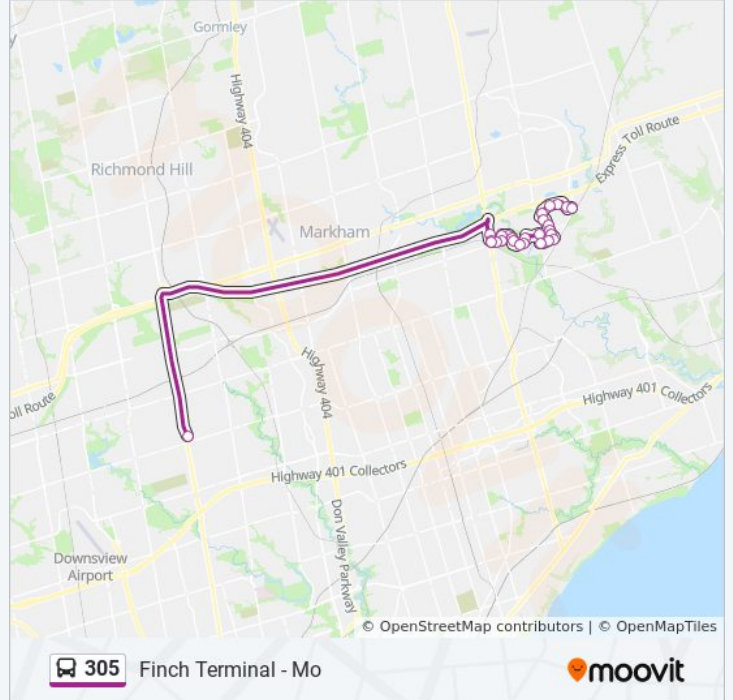 Gormley
y
Highway 404
Richmond Hill
Express Toll Route
Markham
Highway 404
oll Route
Highway 401 Collectors
Highway 401 Collectors
Don Valley Parkway
Downsview
Airport
© OpenStreetMap contributors | © OpenMapTiles
305 Finch Terminal - Mo
moovit